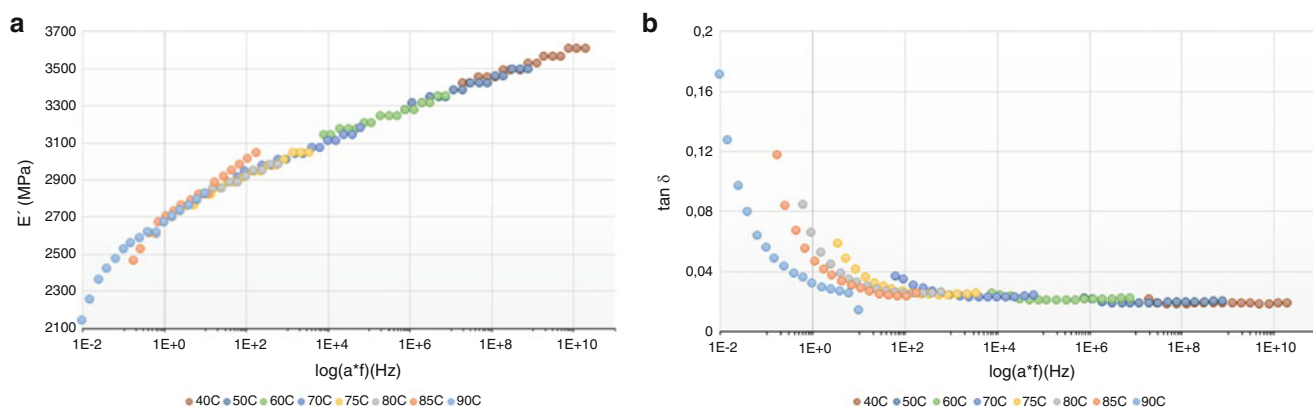 a
3700
3500
3300
3100
2900
2700
2500
2300
2100
E´ (MPa)
1E-2 1E+0 1E+2 1E+4 1E+6 1E+8 1E+10
log(a*f)(Hz)
40C 50C 60C 70C 75C 80C 85C 90C
b
0,2
0,16
0,12
0,08
0,04
0
tan δ
1E-2 1E+0 1E+2 1E+4 1E+6 1E+8 1E+10
log(a*f)(Hz)
40C 50C 60C 70C 75C 80C 85C 90C